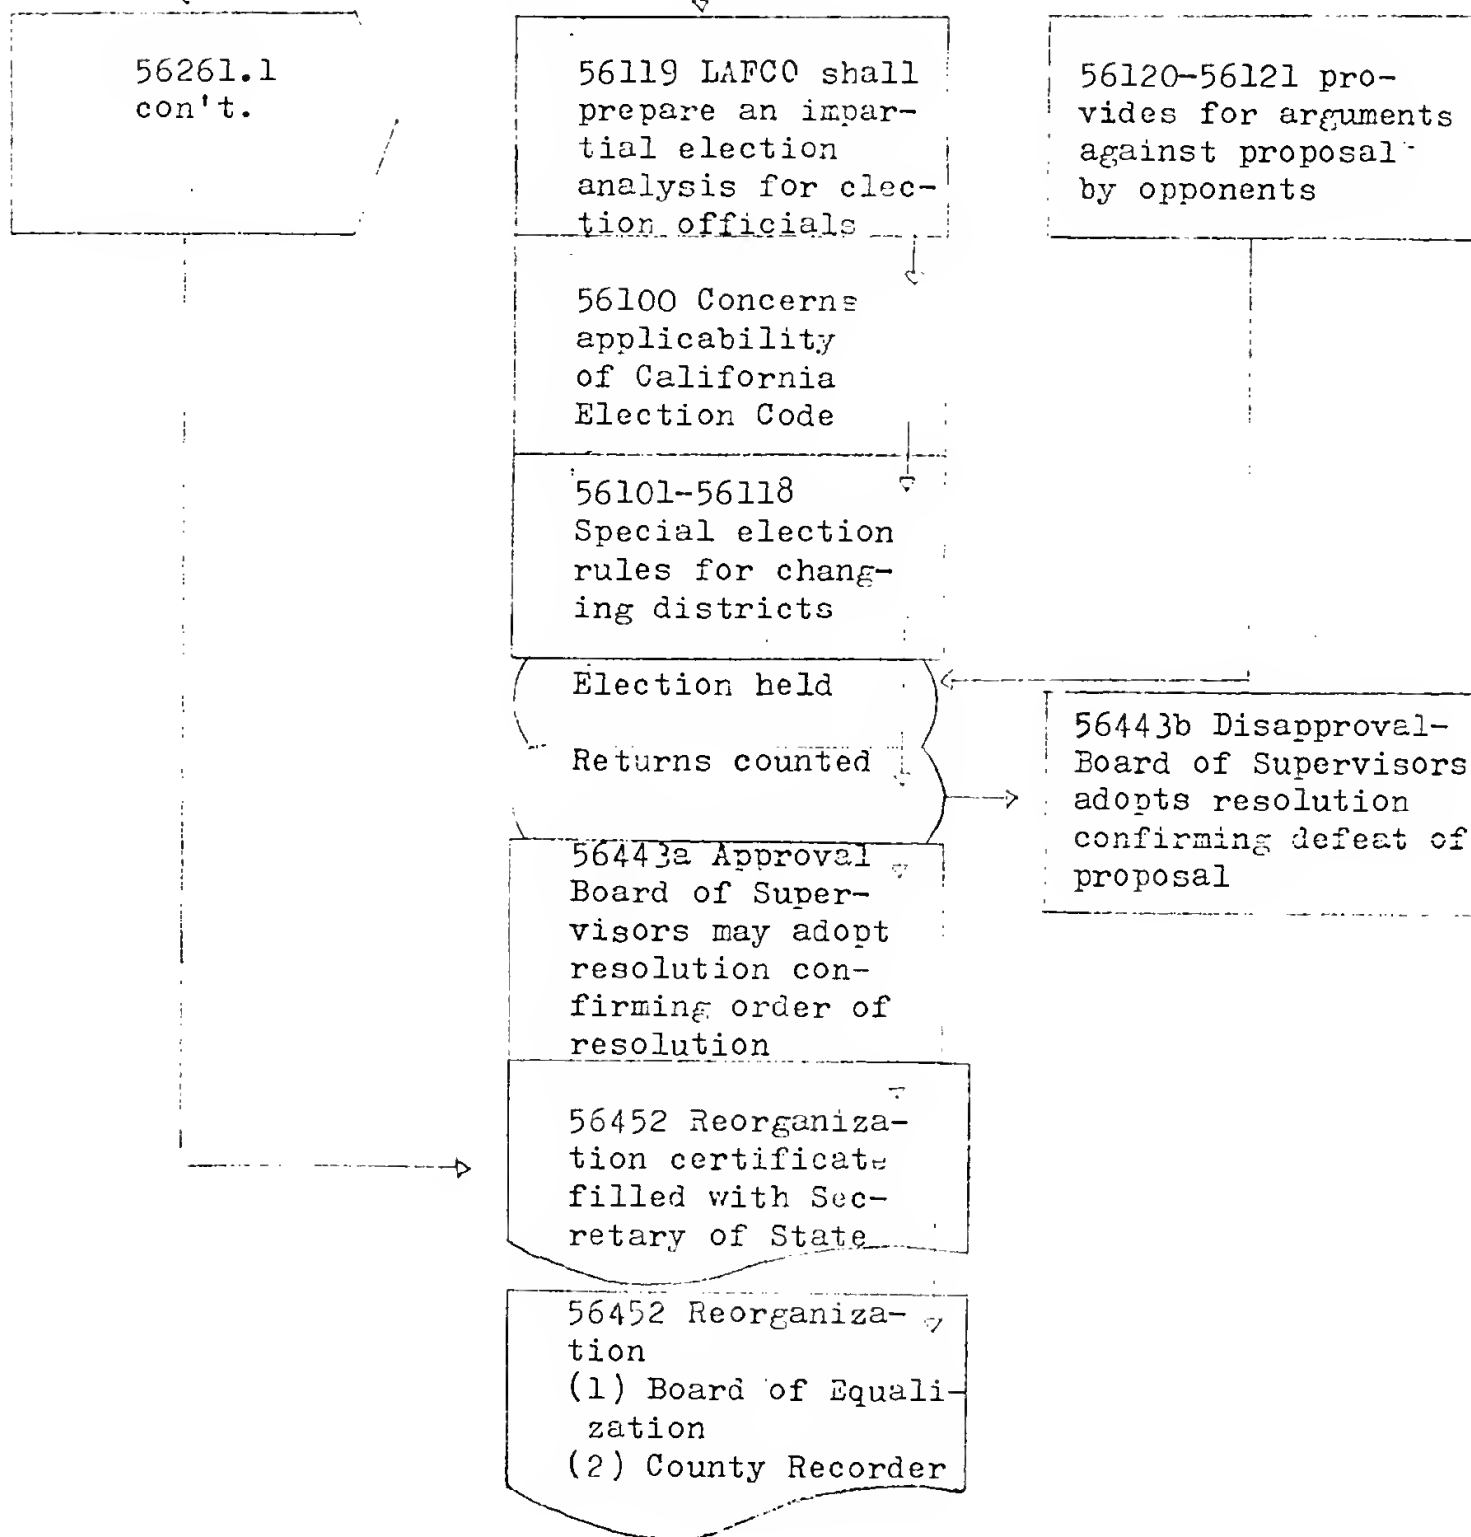 56261.1
con't.
56119 LAFCO shall
prepare an impar-
tial election
analysis for elec-
tion officials
56120-56121 pro-
vides for arguments
against proposal
by opponents
56100 Concerns
applicability
of California
Election Code
56101-56118
Special election
rules for chang-
ing districts
Election held
Returns counted
56443b Disapproval-
Board of Supervisors
adopts resolution
confirming defeat of
proposal
56443a Approval
Board of Super-
visors may adopt
resolution con-
firming order of
resolution
56452 Reorganiza-
tion certificate
filled with Sec-
retary of State
56452 Reorganiza-
tion
(1) Board of Equali-
zation
(2) County Recorder